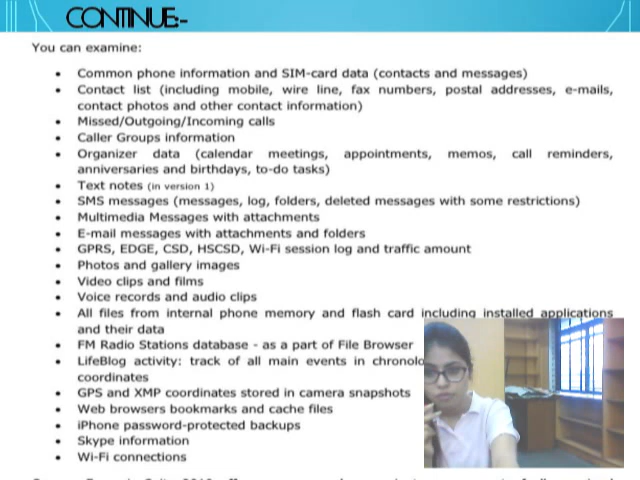 CONTINUE:-
You can examine:
• Common phone information and SIM-card data (contacts and messages)
• Contact list (including mobile, wire line, fax numbers, postal addresses, e-mails,
contact photos and other contact information)
• Missed/Outgoing/Incoming calls
• Caller Groups information
• Organizer data (calendar meetings, appointments, memos, call reminders,
anniversaries and birthdays, to-do tasks)
• Text notes (in version 1)
• SMS messages (messages, log, folders, deleted messages with some restrictions)
• Multimedia Messages with attachments
• E-mail messages with attachments and folders
• GPRS, EDGE, CSD, HSCSD, Wi-Fi session log and traffic amount
• Photos and gallery images
• Video clips and films
• Voice records and audio clips
• All files from internal phone memory and flash card including installed applications
and their data
• FM Radio Stations database - as a part of File Browser
• LifeBlog activity: track of all main events in
coordinates
• GPS and XMP coordinates stored in camera snapshots
• Web browsers bookmarks and cache files
• iPhone password-protected backups
• Skype information
• Wi-Fi connections